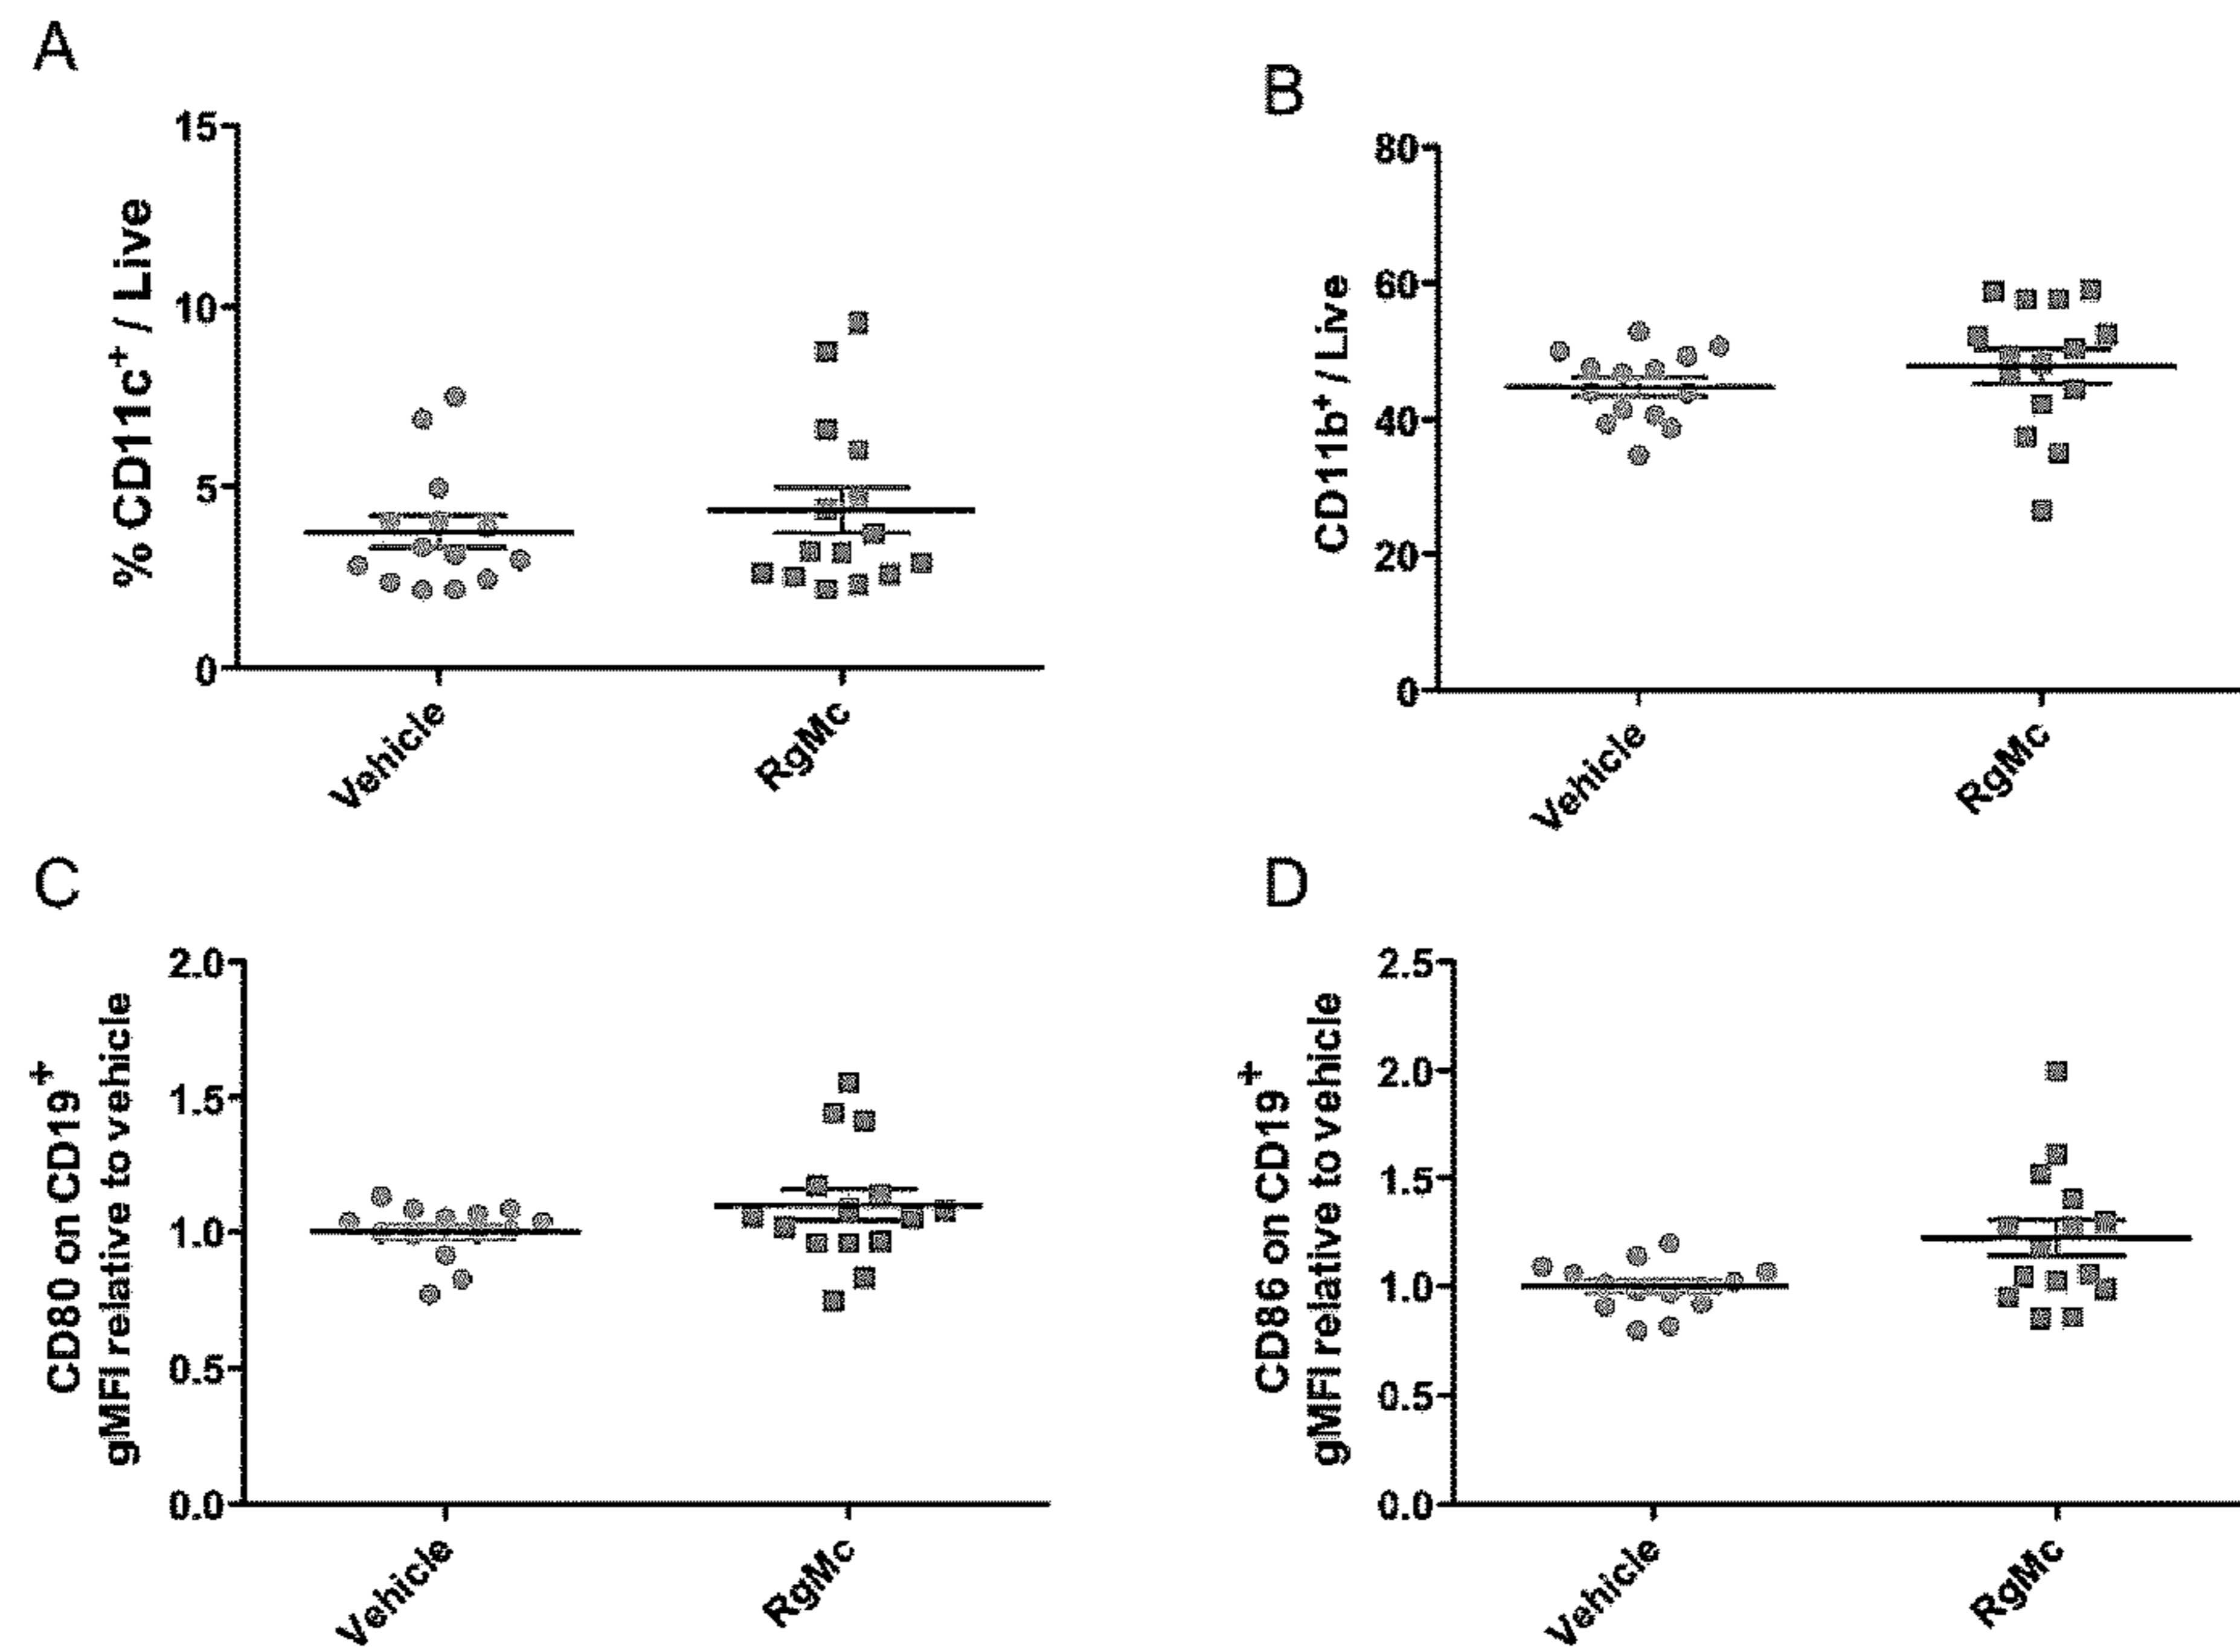 A
15
10
5
0
% CD11c+ / Live
Vehicle
RgMc
B
80
60
40
20
0
CD11b+ / Live
Vehicle
RgMc
C
2.0
1.5
1.0
0.5
0.0
CD80 on CD19+
gMFI relative to vehicle
Vehicle
RgMc
D
2.5
2.0
1.5
1.0
0.5
0.0
CD86 on CD19+
gMFI relative to vehicle
Vehicle
RgMc